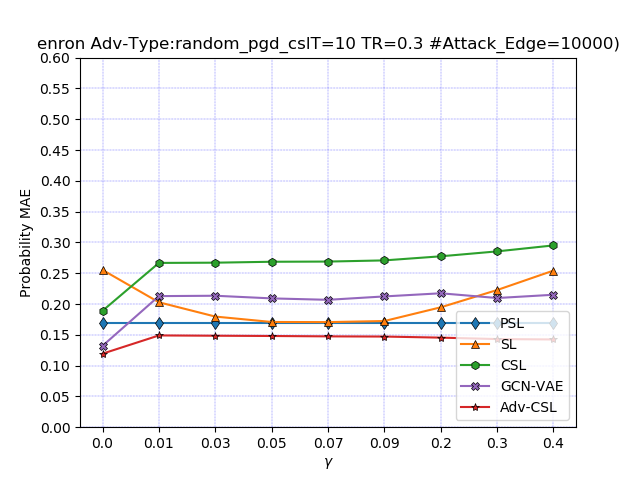 enron Adv-Type:random_pgd_cslT=10 TR=0.3 #Attack_Edge=10000)
0.60
0.55
0.50
0.45
0.40
0.35
0.30
0.25
0.20
0.15
0.10
0.05
0.00
Probability MAE
0.0 0.01 0.03 0.05 0.07 0.09 0.2 0.3 0.4
γ
PSL
SL
CSL
GCN-VAE
Adv-CSL